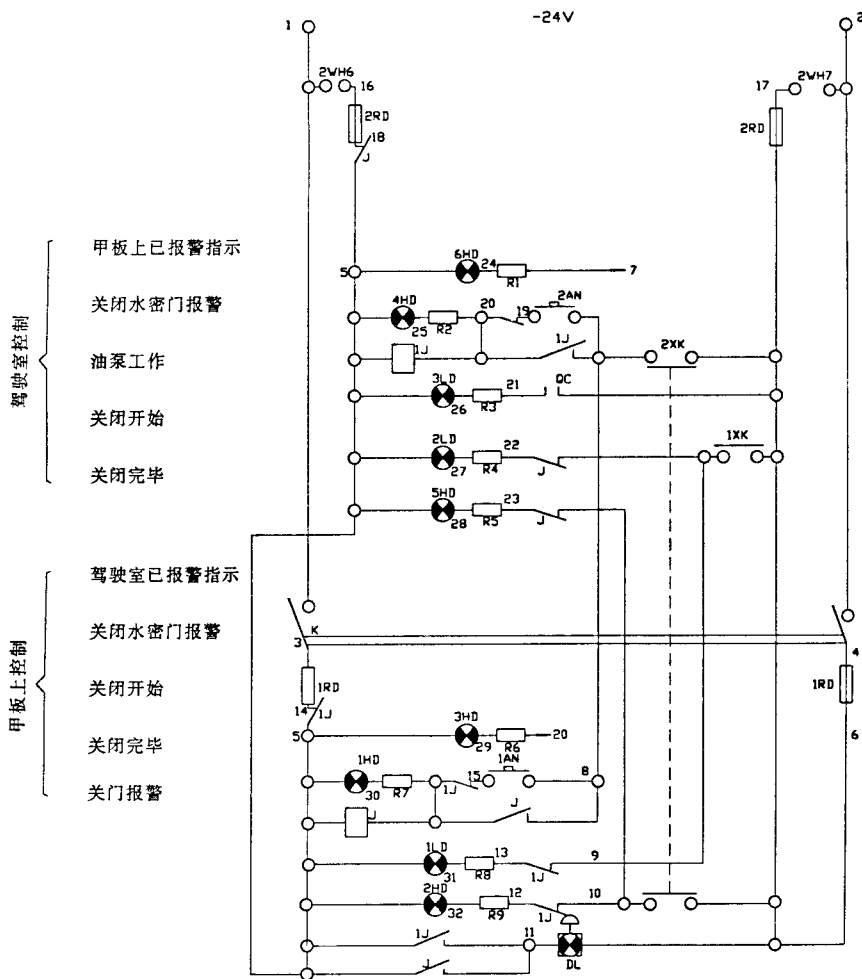 1
-24V
2
2WH6
16
17
2WH7
2RD
18
J
2RD
驾驶室控制
甲板上已报警指示
关闭水密门报警
油泵工作
关闭开始
关闭完毕
5
6HD
24
R1
7
4HD
25
R2
20
19
2AN
1J
1J
2XK
3LD
26
R3
21
QC
2LD
27
R4
22
J
1XK
5HD
28
R5
23
J
甲板上控制
驾驶室已报警指示
关闭水密门报警
关闭开始
关闭完毕
关门报警
K
3
4
1RD
14
1J
1RD
5
3HD
29
R6
20
6
1HD
30
R7
1J
15
1AN
8
J
J
1LD
31
R8
13
1J
9
2HD
32
R9
12
1J
10
1J
11
J
DL